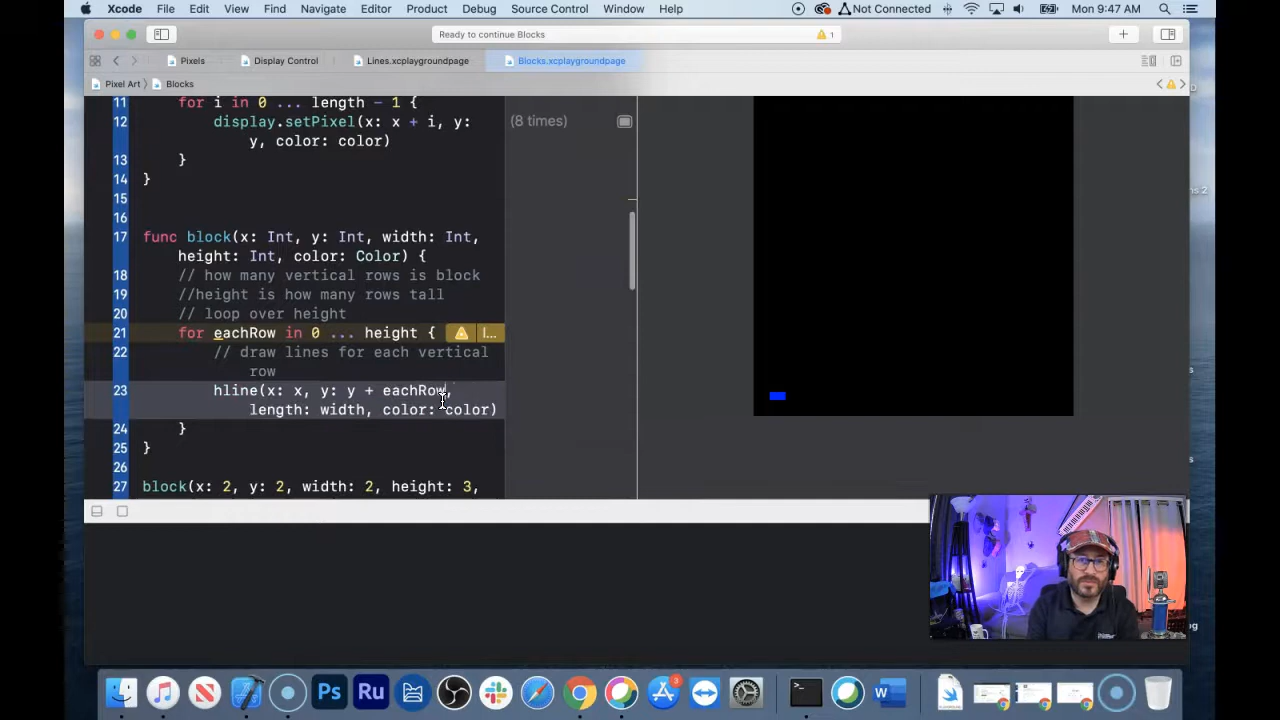 Xcode File Edit View Find Navigate Editor Product Debug Source Control Window Help Not Connected Mon 9:47 AM
Ready to continue Blocks 1
Pixels Display Control Lines.xcplaygroundpage Blocks.xcplaygroundpage
Pixel Art Blocks
11 for i in 0 ... length - 1 {
12 display.setPixel(x: x + i, y: (8 times)
y, color: color)
13 }
14 }
15
16
17 func block(x: Int, y: Int, width: Int,
height: Int, color: Color) {
18 // how many vertical rows is block
19 //height is how many rows tall
20 // loop over height
21 for eachRow in 0 ... height { I...
22 // draw lines for each vertical
row
23 hline(x: x, y: y + eachRow,
length: width, color: color)
24 }
25 }
26
27 block(x: 2, y: 2, width: 2, height: 3,
Ps Ru 3 W